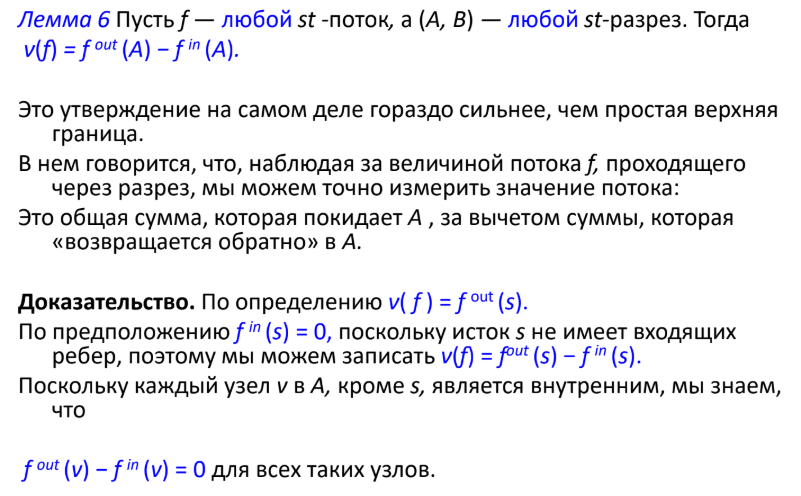 Лемма 6 Пусть f — любой st -поток, а (A, B) — любой st-разрез. Тогда
v(f) = f out (A) − f in (A).
Это утверждение на самом деле гораздо сильнее, чем простая верхняя
граница.
В нем говорится, что, наблюдая за величиной потока f, проходящего
через разрез, мы можем точно измерить значение потока:
Это общая сумма, которая покидает A , за вычетом суммы, которая
«возвращается обратно» в A.
Доказательство. По определению v( f ) = f out (s).
По предположению f in (s) = 0, поскольку исток s не имеет входящих
ребер, поэтому мы можем записать v(f) = fout (s) − f in (s).
Поскольку каждый узел v в A, кроме s, является внутренним, мы знаем,
что
f out (v) − f in (v) = 0 для всех таких узлов.